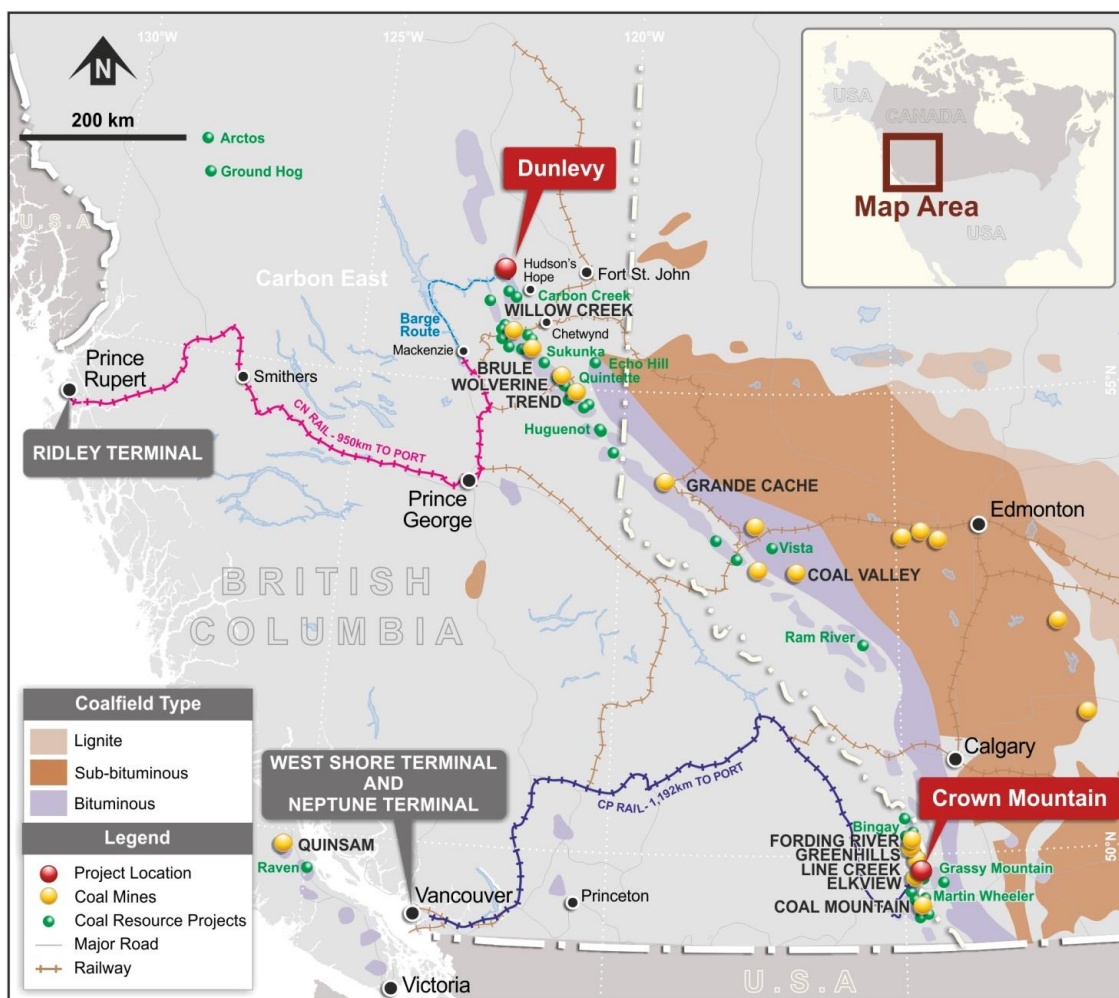 130°W
125°W
120°W
N
200 km
Arctos
Ground Hog
U.S.A
USA
CANADA
Map Area
USA
Dunlevy
Hudson's
Hope
Fort St. John
Carbon East
Carbon Creek
WILLOW CREEK
Barge
Route
Chetwynd
Mackenzie
Sukunka
Echo Hill
BRULE
Quintette
WOLVERINE
TREND
55°N
Prince
Rupert
Smithers
RIDLEY TERMINAL
CN RAIL - 950km TO PORT
Huguenot
Prince
George
GRANDE CACHE
Edmonton
Vista
COAL VALLEY
BRITISH
COLUMBIA
Ram River
Coalfield Type
Lignite
Sub-bituminous
Bituminous
Legend
Project Location
Coal Mines
Coal Resource Projects
Major Road
Railway
WEST SHORE TERMINAL
AND
NEPTUNE TERMINAL
CP RAIL - 1,192km TO PORT
Calgary
Crown Mountain
QUINSAM
Raven
Vancouver
Princeton
Victoria
Bingay
FORDING RIVER
GREENHILLS
LINE CREEK
ELKVIEW
COAL MOUNTAIN
50°N
Grassy Mountain
Martin Wheeler
U.S.A